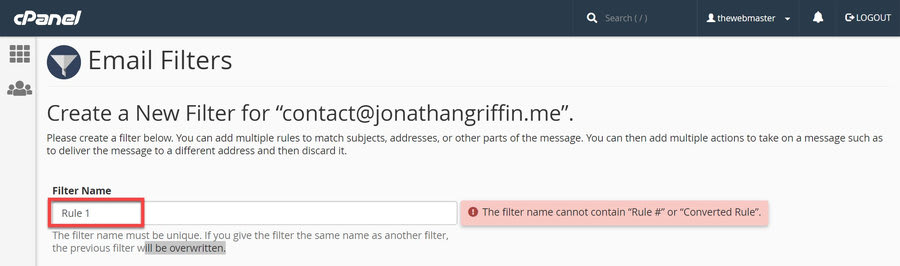 cPanel
Search ( / )
thewebmaster
LOGOUT
Email Filters
Create a New Filter for “contact@jonathangriffin.me”.
Please create a filter below. You can add multiple rules to match subjects, addresses, or other parts of the message. You can then add multiple actions to take on a message such as
to deliver the message to a different address and then discard it.
Filter Name
Rule 1
The filter name cannot contain “Rule #” or “Converted Rule”.
The filter name must be unique. If you give the filter the same name as another filter,
the previous filter will be overwritten.